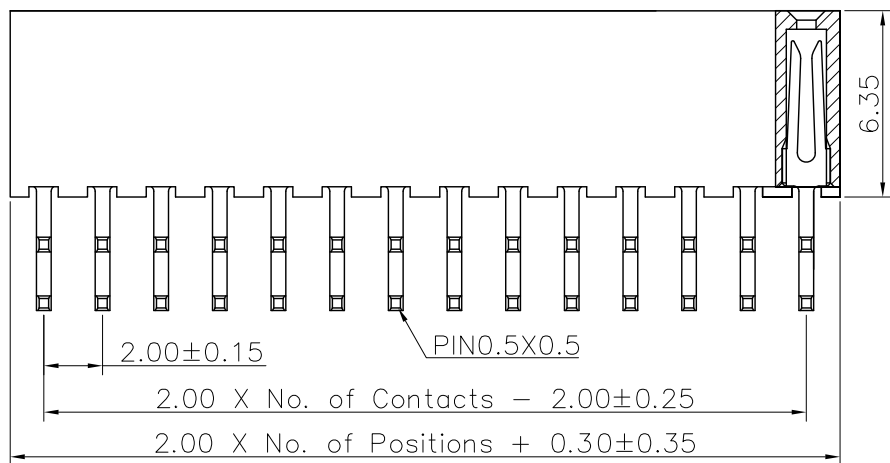 6.35
PIN0.5X0.5
2.00±0.15
2.00 X No. of Contacts - 2.00±0.25
2.00 X No. of Positions + 0.30±0.35